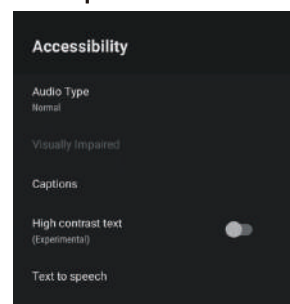 Accessibility
Audio Type
Normal
Visually Impaired
Captions
High contrast text
(Experimental)
Text to speech